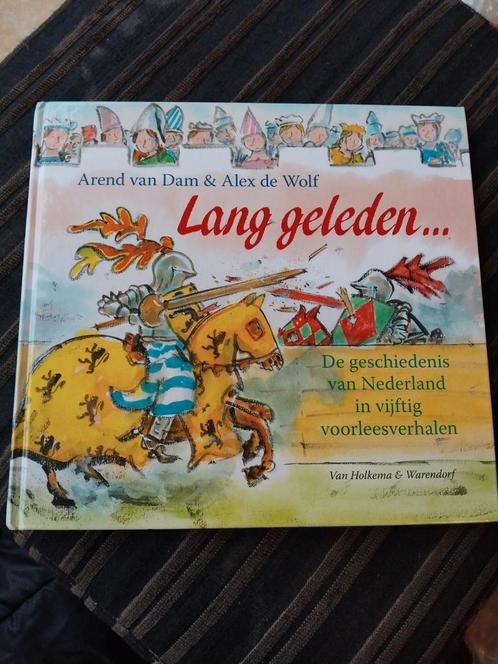 Arend van Dam & Alex de Wolf
Lang geleden...
De geschiedenis
van Nederland
in vijftig
voorleesverhalen
Van Holkema & Warendorf